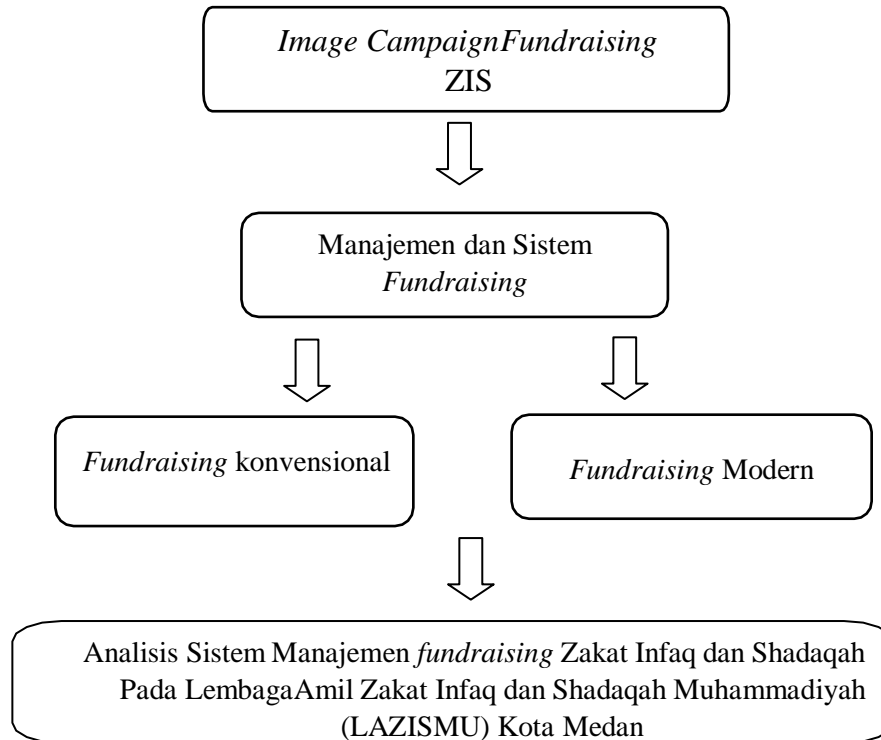 Image CampaignFundraising
ZIS
Manajemen dan Sistem
Fundraising
Fundraising konvensional
Fundraising Modern
Analisis Sistem Manajemen fundraising Zakat Infaq dan Shadaqah
Pada LembagaAmil Zakat Infaq dan Shadaqah Muhammadiyah
(LAZISMU) Kota Medan